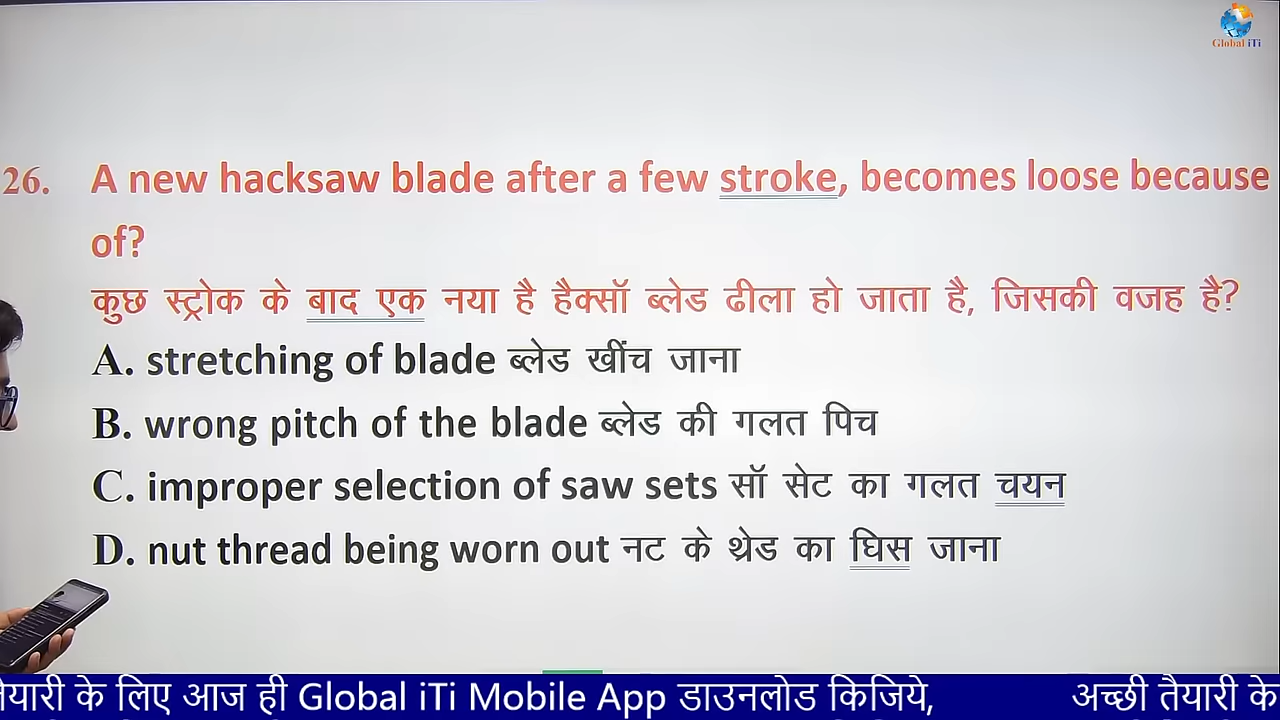 Global iTi
26. A new hacksaw blade after a few stroke, becomes loose because
of?
कुछ स्ट्रोक के बाद एक नया है हैक्सॉ ब्लेड ढीला हो जाता है, जिसकी वजह है?
A. stretching of blade ब्लेड खींच जाना
B. wrong pitch of the blade ब्लेड की गलत पिच
C. improper selection of saw sets सॉ सेट का गलत चयन
D. nut thread being worn out नट के थ्रेड का घिस जाना
तैयारी के लिए आज ही Global iTi Mobile App डाउनलोड किजिये, अच्छी तैयारी के